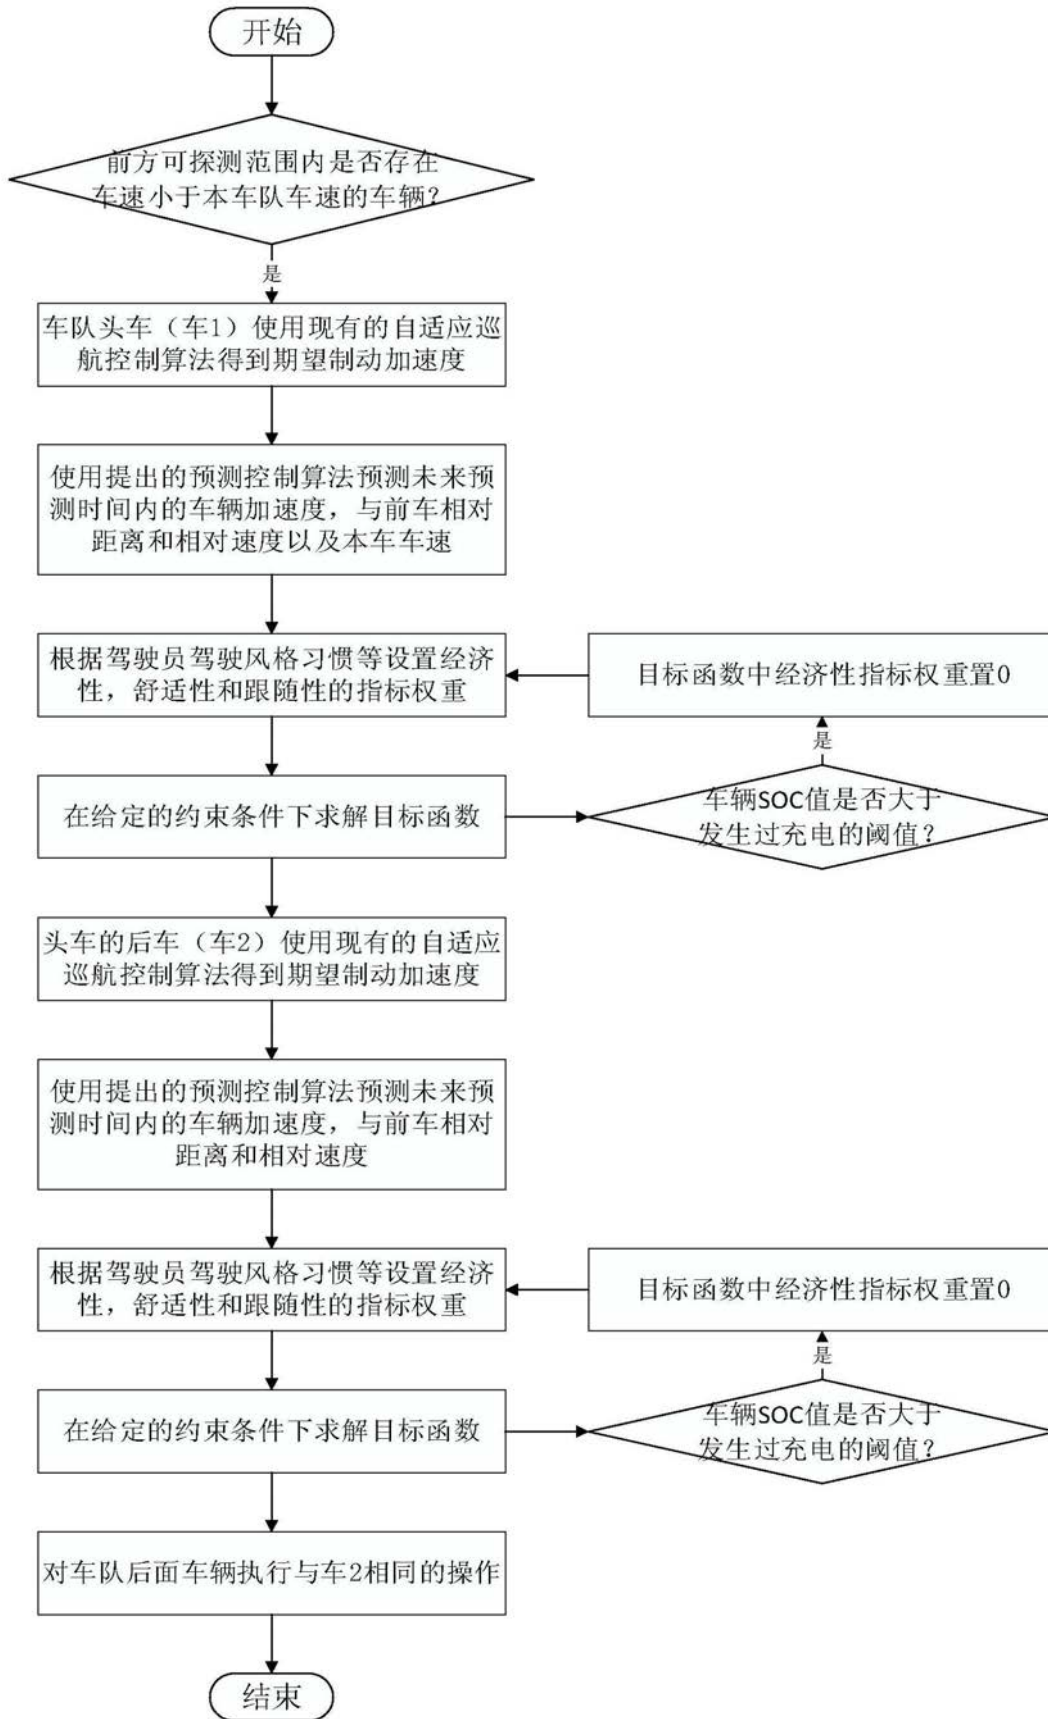 开始
前方可探测范围内是否存在
车速小于本车队车速的车辆？
是
车队头车（车1）使用现有的自适应巡
航控制算法得到期望制动加速度
使用提出的预测控制算法预测未来预
测时间内的车辆加速度，与前车相对
距离和相对速度以及本车车速
根据驾驶员驾驶风格习惯等设置经济
性，舒适性和跟随性的指标权重
目标函数中经济性指标权重置0
是
在给定的约束条件下求解目标函数
车辆SOC值是否大于
发生过充电的阈值？
头车的后车（车2）使用现有的自适应
巡航控制算法得到期望制动加速度
使用提出的预测控制算法预测未来预
测时间内的车辆加速度，与前车相对
距离和相对速度
根据驾驶员驾驶风格习惯等设置经济
性，舒适性和跟随性的指标权重
目标函数中经济性指标权重置0
是
在给定的约束条件下求解目标函数
车辆SOC值是否大于
发生过充电的阈值？
对车队后面车辆执行与车2相同的操作
结束